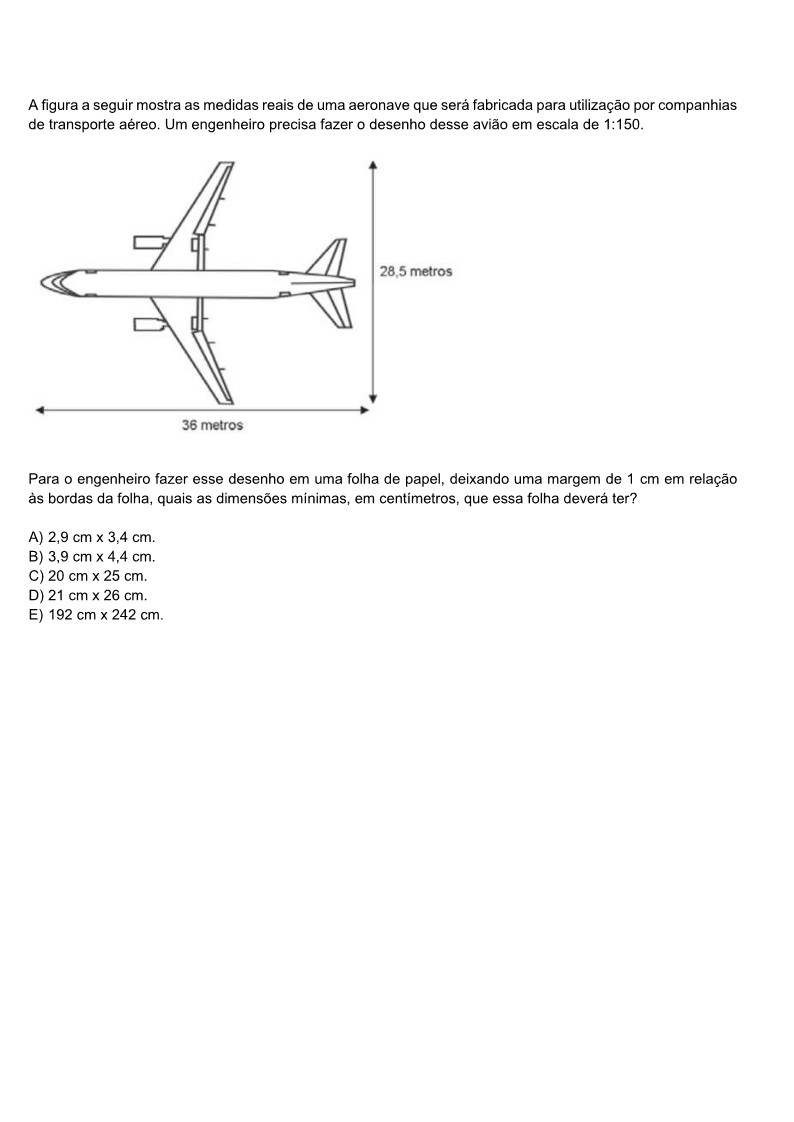 A figura a seguir mostra as medidas reais de uma aeronave que será fabricada para utilização por companhias
de transporte aéreo. Um engenheiro precisa fazer o desenho desse avião em escala de 1:150.
28,5 metros
36 metros
Para o engenheiro fazer esse desenho em uma folha de papel, deixando uma margem de 1 cm em relação
às bordas da folha, quais as dimensões mínimas, em centímetros, que essa folha deverá ter?
A) 2,9 cm x 3,4 cm.
B) 3,9 cm x 4,4 cm.
C) 20 cm x 25 cm.
D) 21 cm x 26 cm.
E) 192 cm x 242 cm.